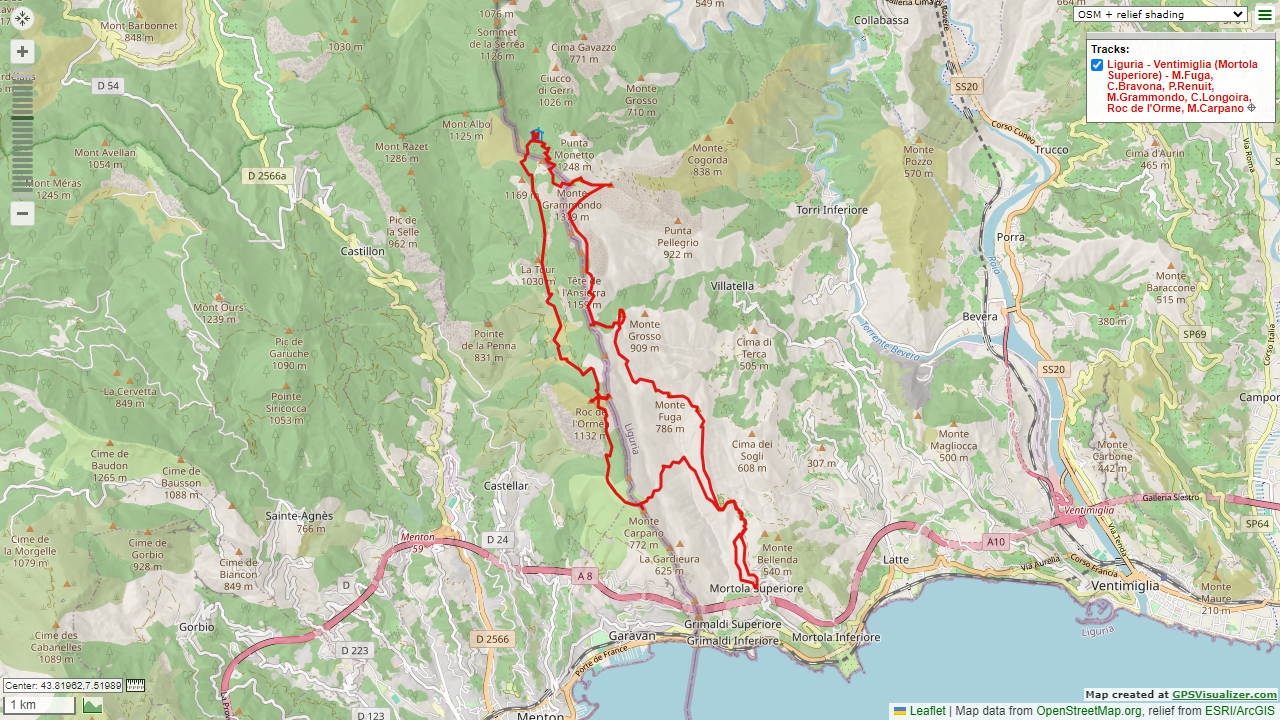 OSM + relief shading
Tracks:
Liguria - Ventimiglia (Mortola
Superiore) - M.Fuga,
C.Bravona, P.Renuit,
M.Grammondo, C.Longoira,
Roc de l'Orme, M.Carpano
1076 m
Sommet
de la Serréa
1126 m
549 m
Collabassa
664 m
Mont Barbonnet
848 m
1030 m
Cima Gavazzo
771 m
Ciucco
di Gerri
1026 m
Monte
Grosso
710 m
D 54
SS20
Corso Cuneo
Trucco
Mont Albo
1125 m
Mont Razet
1286 m
Mont Avellan
1054 m
Punta
Monetto
1248 m
Monte
Cogorda
838 m
Monte
Pozzo
570 m
Cima d'Aurin
465 m
Via Roma
D 2566a
Mont Méras
1245 m
1169 m
Monte
Grammondo
Pic de
la Selle
962 m
Torri Inferiore
Castillon
Punta
Pellegrio
922 m
Porra
Roia
La Tour
1030 m
Tête de
l'Ansigrra
Villatella
Monte
Baraccone
515 m
Mont Ours
1239 m
Monte
Grosso
909 m
Bevera
380 m
Torrente Bevera
SP69
Corso Italia
Pointe
de la Penna
831 m
Pic de
Garuche
1090 m
Cima di
Terca
505 m
SS20
La Cervetta
849 m
Pointe
Siricocca
1053 m
Roc de
l'Orme
1132 m
Monte
Fuga
786 m
Liguria
Campor
Cime de
Baudon
1265 m
Cime de
Bausson
1088 m
Cima dei
Sogli
608 m
307 m
Monte
Magliocca
500 m
Monte
Carbone
442 m
Castellar
Galleria Siestro
Ventimiglia
Sainte-Agnès
766 m
Monte
Carpano
772 m
SP64
Cime de
la Morgelle
1079 m
Cime de
Gorbio
928 m
Menton
59
D 24
A10
Via Tenda
La Gardieura
625 m
Monte
Bellenda
540 m
Cime de
Biancon
849 m
D
A 8
Mortola Superiore
Latte
Via Aurelia
Corso Francia
Ventimiglia
Monte
Maure
210 m
Gorbio
Cime des
Cabanelles
1089 m
D 2566
Garavan
Grimaldi Superiore
Grimaldi Inferiore
Mortola Inferiore
Liguria
D 223
Porte de France
Center: 43.81962,7.51989
1 km
D 123
Menton
Map created at GPSVisualizer.com
Leaflet | Map data from OpenStreetMap.org, relief from ESRI/ArcGIS